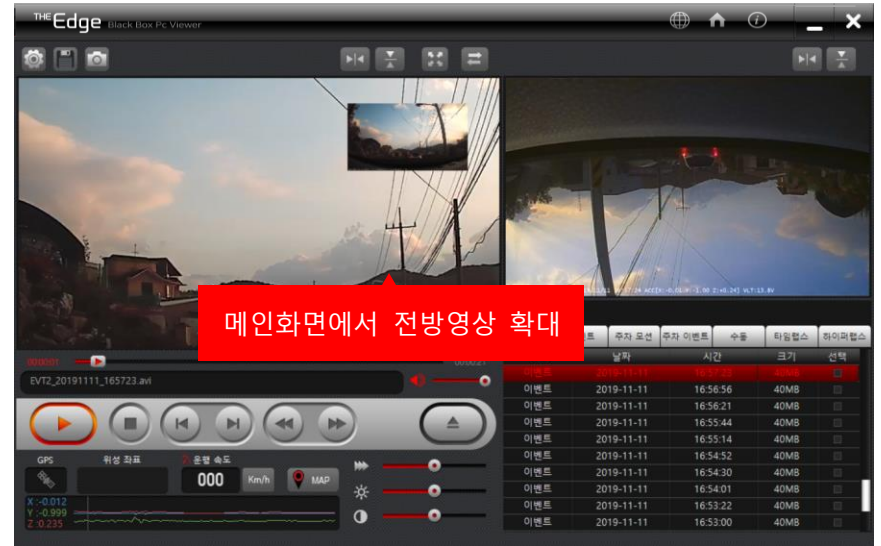 THE Edge Black Box Pc Viewer
메인화면에서 전방영상 확대
주차 모션 주차 이벤트 수동 타임랩스 하이퍼랩스
000001
날짜 시간 크기 선택
EVT2_20191111_165723.avi
이벤트 2019-11-11 16:57:23 40MB
이벤트 2019-11-11 16:56:56 40MB
이벤트 2019-11-11 16:56:21 40MB
이벤트 2019-11-11 16:55:44 40MB
이벤트 2019-11-11 16:55:14 40MB
이벤트 2019-11-11 16:54:52 40MB
이벤트 2019-11-11 16:54:30 40MB
이벤트 2019-11-11 16:54:01 40MB
이벤트 2019-11-11 16:53:22 40MB
이벤트 2019-11-11 16:53:00 40MB
GPS 위성 좌표 운행 속도
000 Km/h MAP
X :-0.012
Y :-0.999
Z :0.235